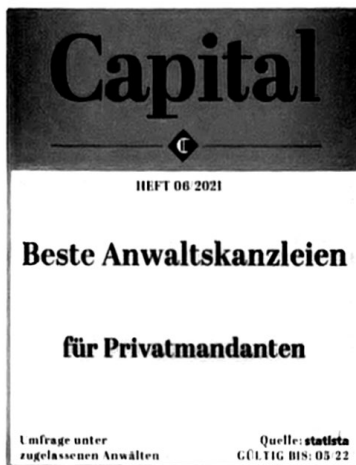 Capital
C
HEFT 06/2021
Beste Anwaltskanzleien
für Privatmandanten
Umfrage unter
zugelassenen Anwälten
Quelle: statista
GÜLTIG BIS: 05/22